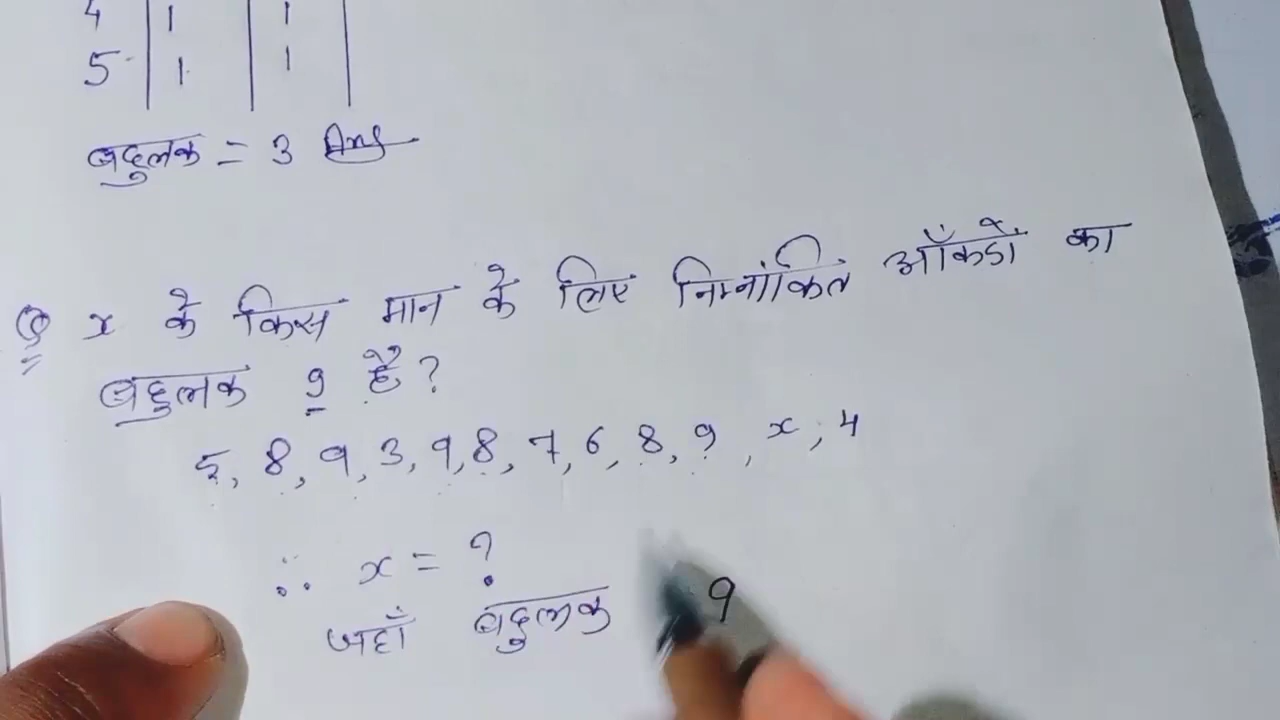 4 | 1 | 1 |
5 | 1 | 1 |
बहुलक = 3 Ans
Q x के किस मान के लिए निम्नांकित आँकडों का
बहुलक 9 है ?
5, 8, 9, 3, 9, 8, 7, 6, 8, 9, x, 4
∴ x = ?
जहाँ बहुलक 9